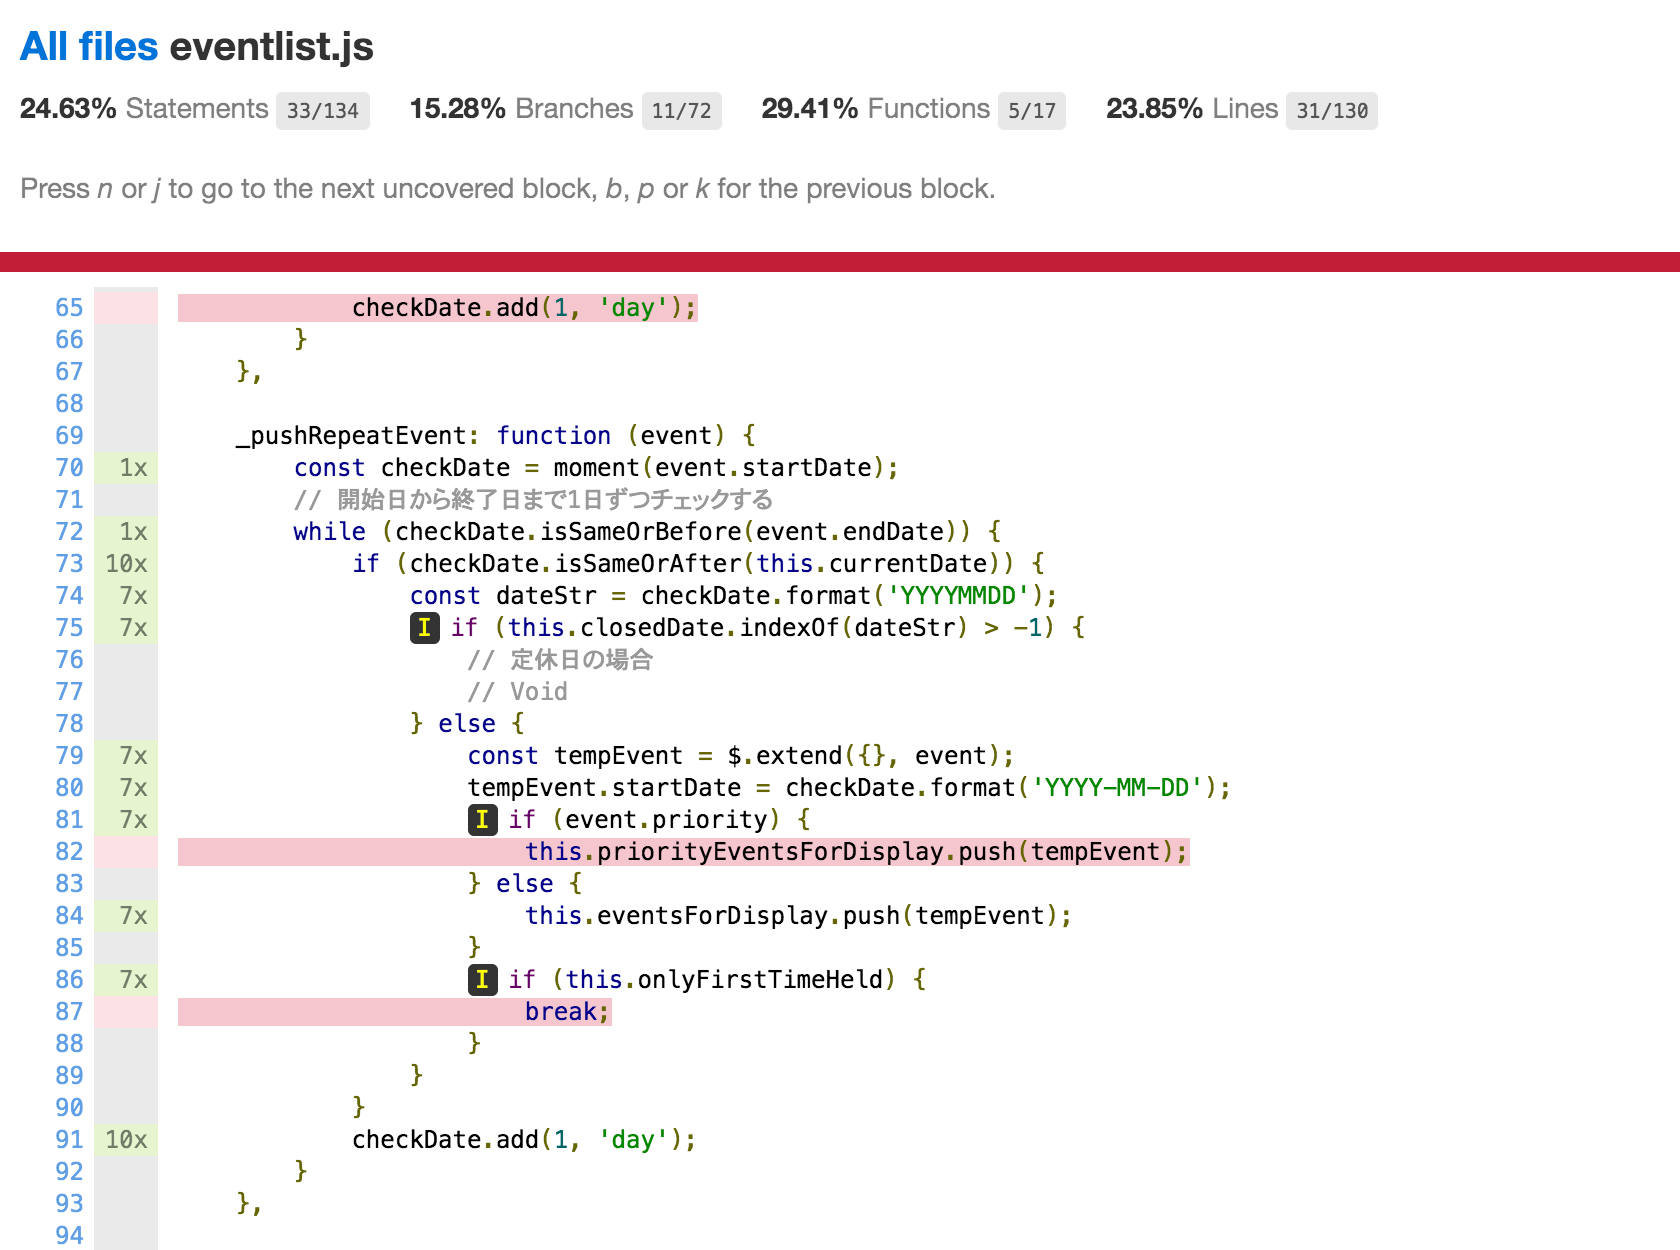 All files eventlist.js
24.63% Statements 33/134 15.28% Branches 11/72 29.41% Functions 5/17 23.85% Lines 31/130
Press n or j to go to the next uncovered block, b, p or k for the previous block.
65 checkDate.add(1, 'day');
66 }
67 },
68
69 _pushRepeatEvent: function (event) {
70 1x const checkDate = moment(event.startDate);
71 // 開始日から終了日まで1日ずつチェックする
72 1x while (checkDate.isSameOrBefore(event.endDate)) {
73 10x if (checkDate.isSameOrAfter(this.currentDate)) {
74 7x const dateStr = checkDate.format('YYYYMMDD');
75 7x I if (this.closedDate.indexOf(dateStr) > -1) {
76 // 定休日の場合
77 // Void
78 } else {
79 7x const tempEvent = $.extend({}, event);
80 7x tempEvent.startDate = checkDate.format('YYYY-MM-DD');
81 7x I if (event.priority) {
82 this.priorityEventsForDisplay.push(tempEvent);
83 } else {
84 7x this.eventsForDisplay.push(tempEvent);
85 }
86 7x I if (this.onlyFirstTimeHeld) {
87 break;
88 }
89 }
90 }
91 10x checkDate.add(1, 'day');
92 }
93 },
94